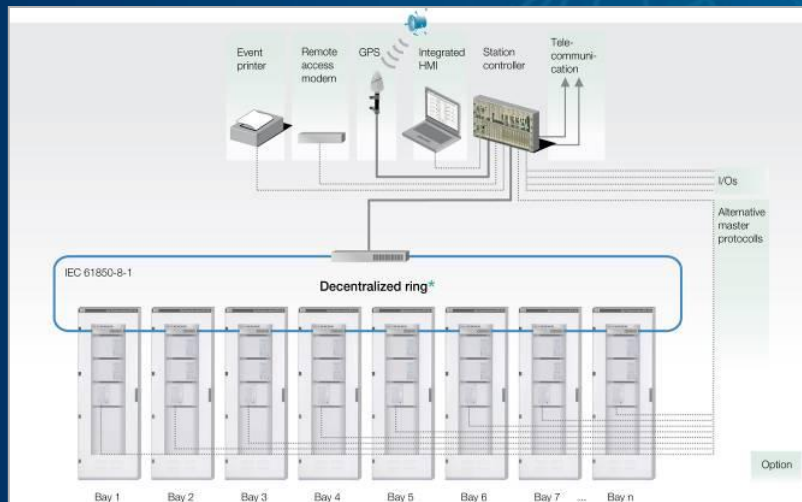 Event
printer
Remote
access
modem
GPS
Integrated
HMI
Station
controller
Tele-
communi-
cation
I/Os
Alternative
master
protocolls
IEC 61850-8-1
Decentralized ring*
Option
Bay 1
Bay 2
Bay 3
Bay 4
Bay 5
Bay 6
Bay 7
...
Bay n